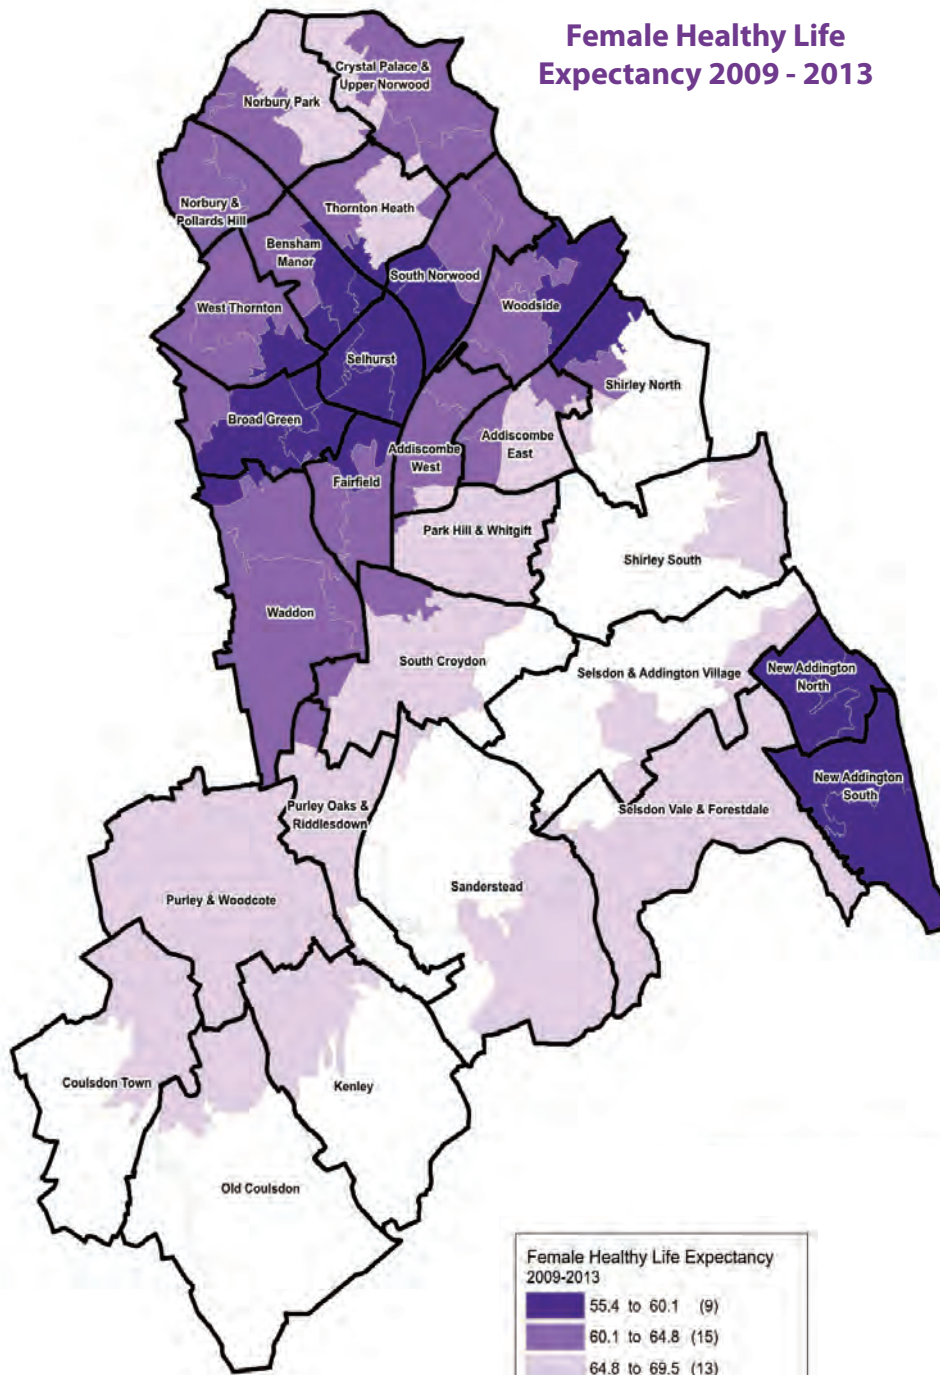 Female Healthy Life
Expectancy 2009 - 2013
Crystal Palace &
Upper Norwood
Norbury Park
Norbury &
Pollards Hill
Thornton Heath
Bensham
Manor
South Norwood
West Thornton
Woodside
Selhurst
Shirley North
Broad Green
Addiscombe
West
Addiscombe
East
Fairfield
Park Hill & Whitgift
Shirley South
Waddon
South Croydon
Selsdon & Addington Village
New Addington
North
New Addington
South
Purley Oaks &
Riddlesdown
Selsdon Vale & Forestdale
Sanderstead
Purley & Woodcote
Coulsdon Town
Kenley
Old Coulsdon
Female Healthy Life Expectancy
2009-2013
55.4 to 60.1 (9)
60.1 to 64.8 (15)
64.8 to 69.5 (13)